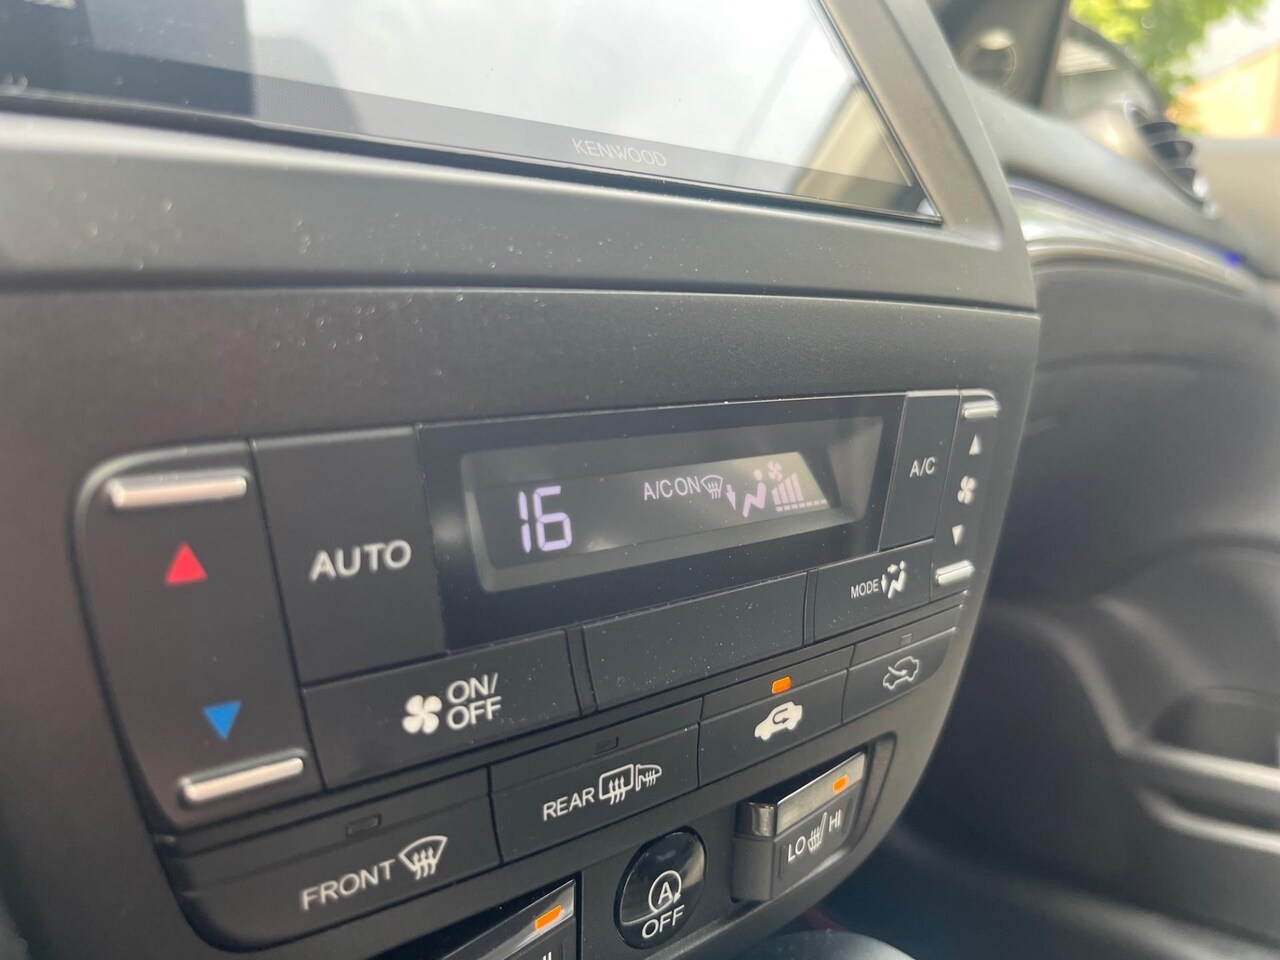 KENWOOD
16
A/C ON
A/C
AUTO
MODE
ON/
OFF
REAR
FRONT
LO HI
A
OFF